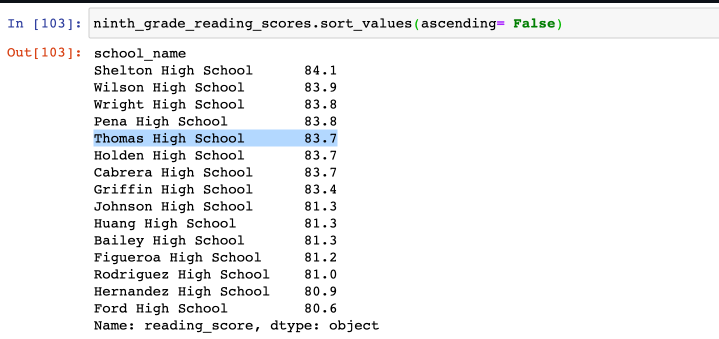 In [103]: ninth_grade_reading_scores.sort_values(ascending= False)
Out[103]: school_name
Shelton High School 84.1
Wilson High School 83.9
Wright High School 83.8
Pena High School 83.8
Thomas High School 83.7
Holden High School 83.7
Cabrera High School 83.7
Griffin High School 83.4
Johnson High School 81.3
Huang High School 81.3
Bailey High School 81.3
Figueroa High School 81.2
Rodriguez High School 81.0
Hernandez High School 80.9
Ford High School 80.6
Name: reading_score, dtype: object